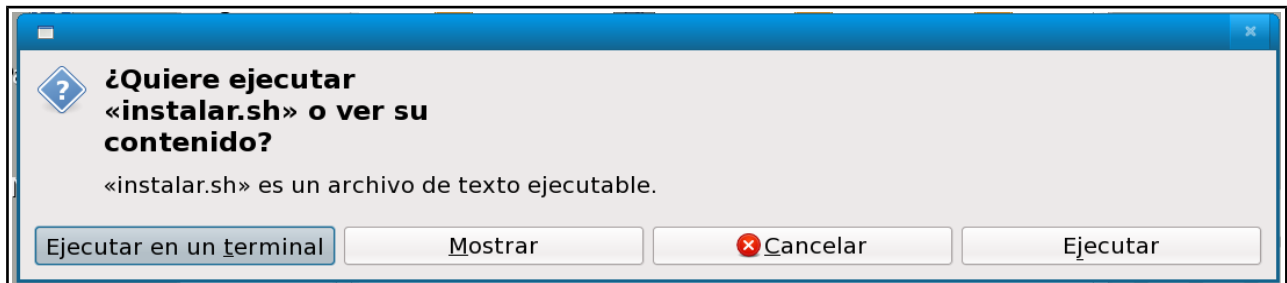 ¿Quiere ejecutar
«instalar.sh» o ver su
contenido?
«instalar.sh» es un archivo de texto ejecutable.
Ejecutar en un terminal
Mostrar
Cancelar
Ejecutar